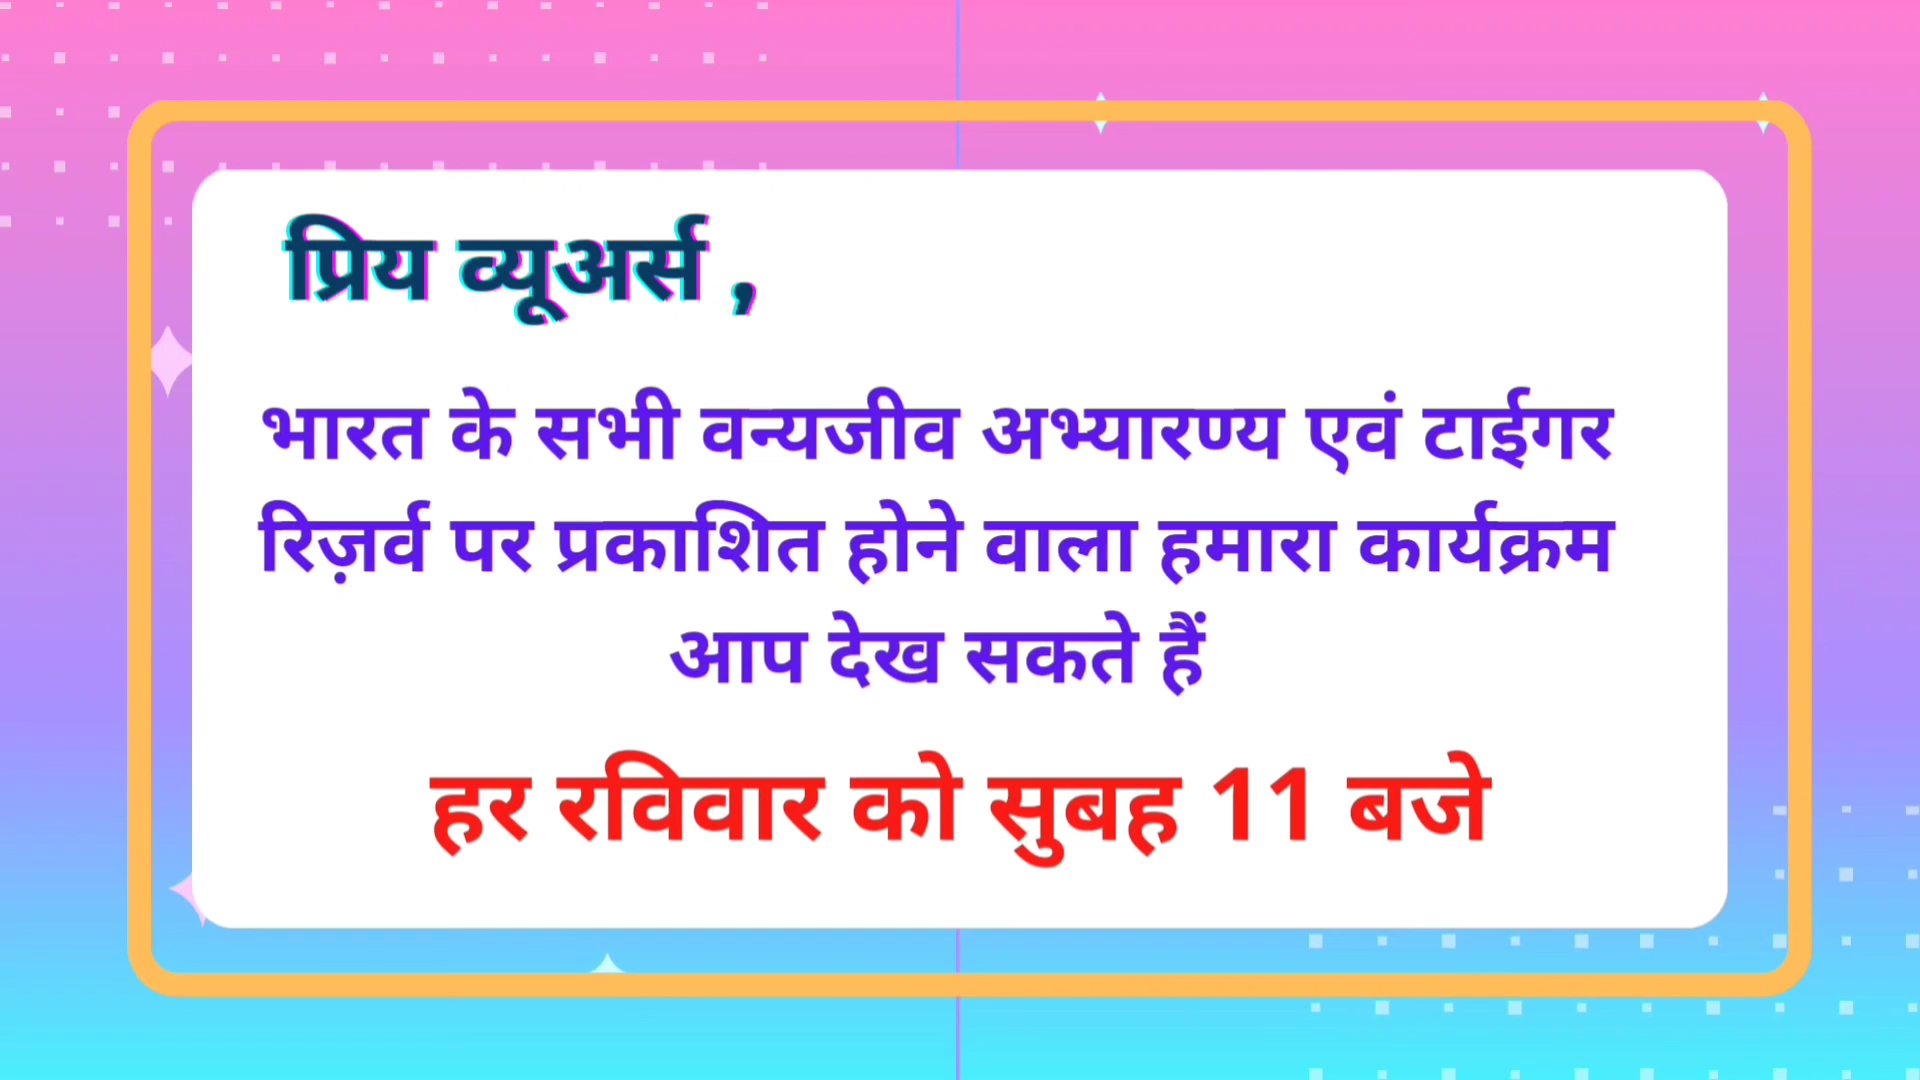 प्रिय व्यूअर्स ,
भारत के सभी वन्यजीव अभ्यारण्य एवं टाईगर
रिज़र्व पर प्रकाशित होने वाला हमारा कार्यक्रम
आप देख सकते हैं
हर रविवार को सुबह 11 बजे